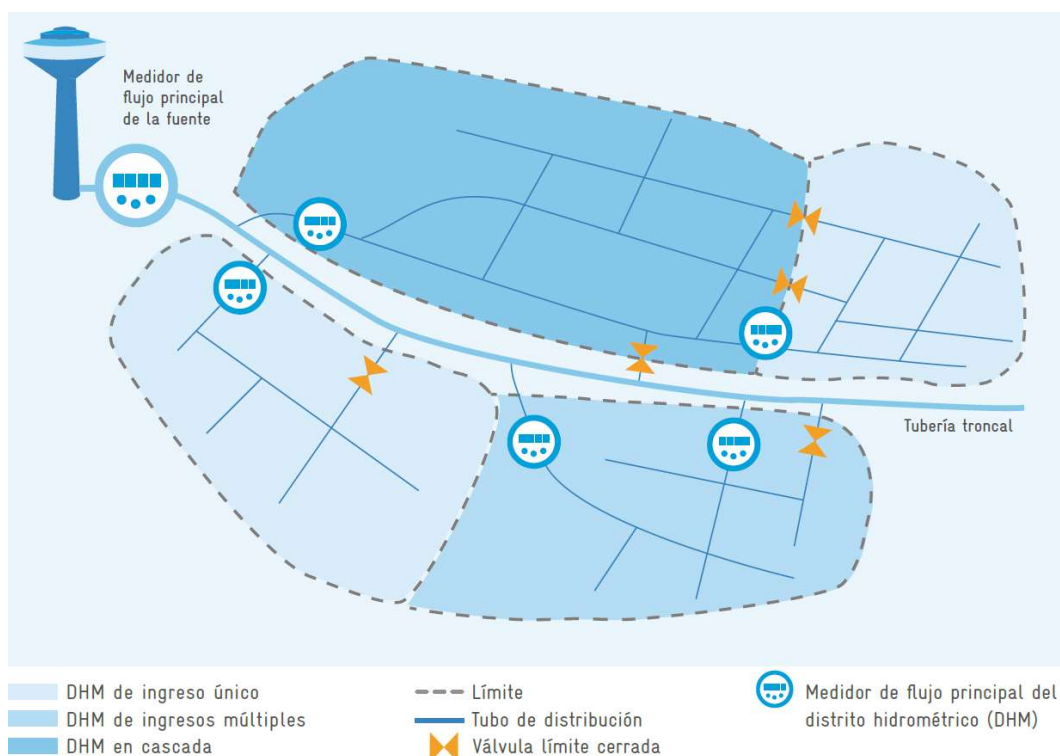 Medidor de
flujo principal
de la fuente
Tubería troncal
DHM de ingreso único
DHM de ingresos múltiples
DHM en cascada
Límite
Tubo de distribución
Válvula límite cerrada
Medidor de flujo principal del
distrito hidrométrico (DHM)